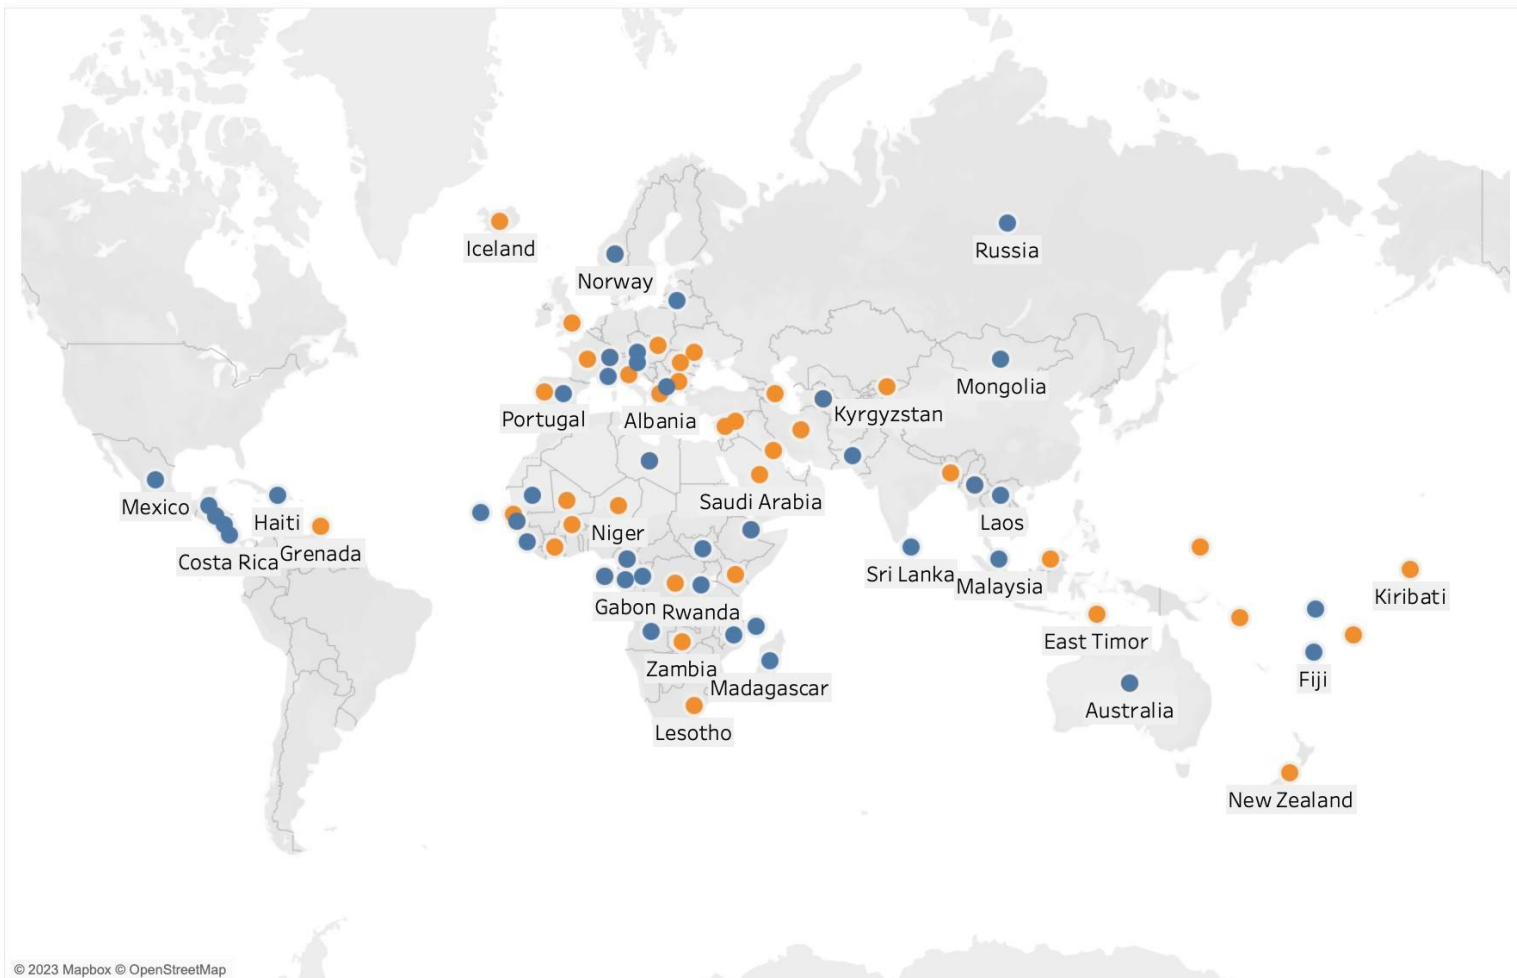 Iceland
Russia
Norway
Mongolia
Kyrgyzstan
Portugal
Albania
Mexico
Saudi Arabia
Haiti
Laos
Niger
Costa Rica
Grenada
Sri Lanka
Malaysia
Kiribati
Gabon
Rwanda
East Timor
Zambia
Fiji
Madagascar
Australia
Lesotho
New Zealand
© 2023 Mapbox © OpenStreetMap